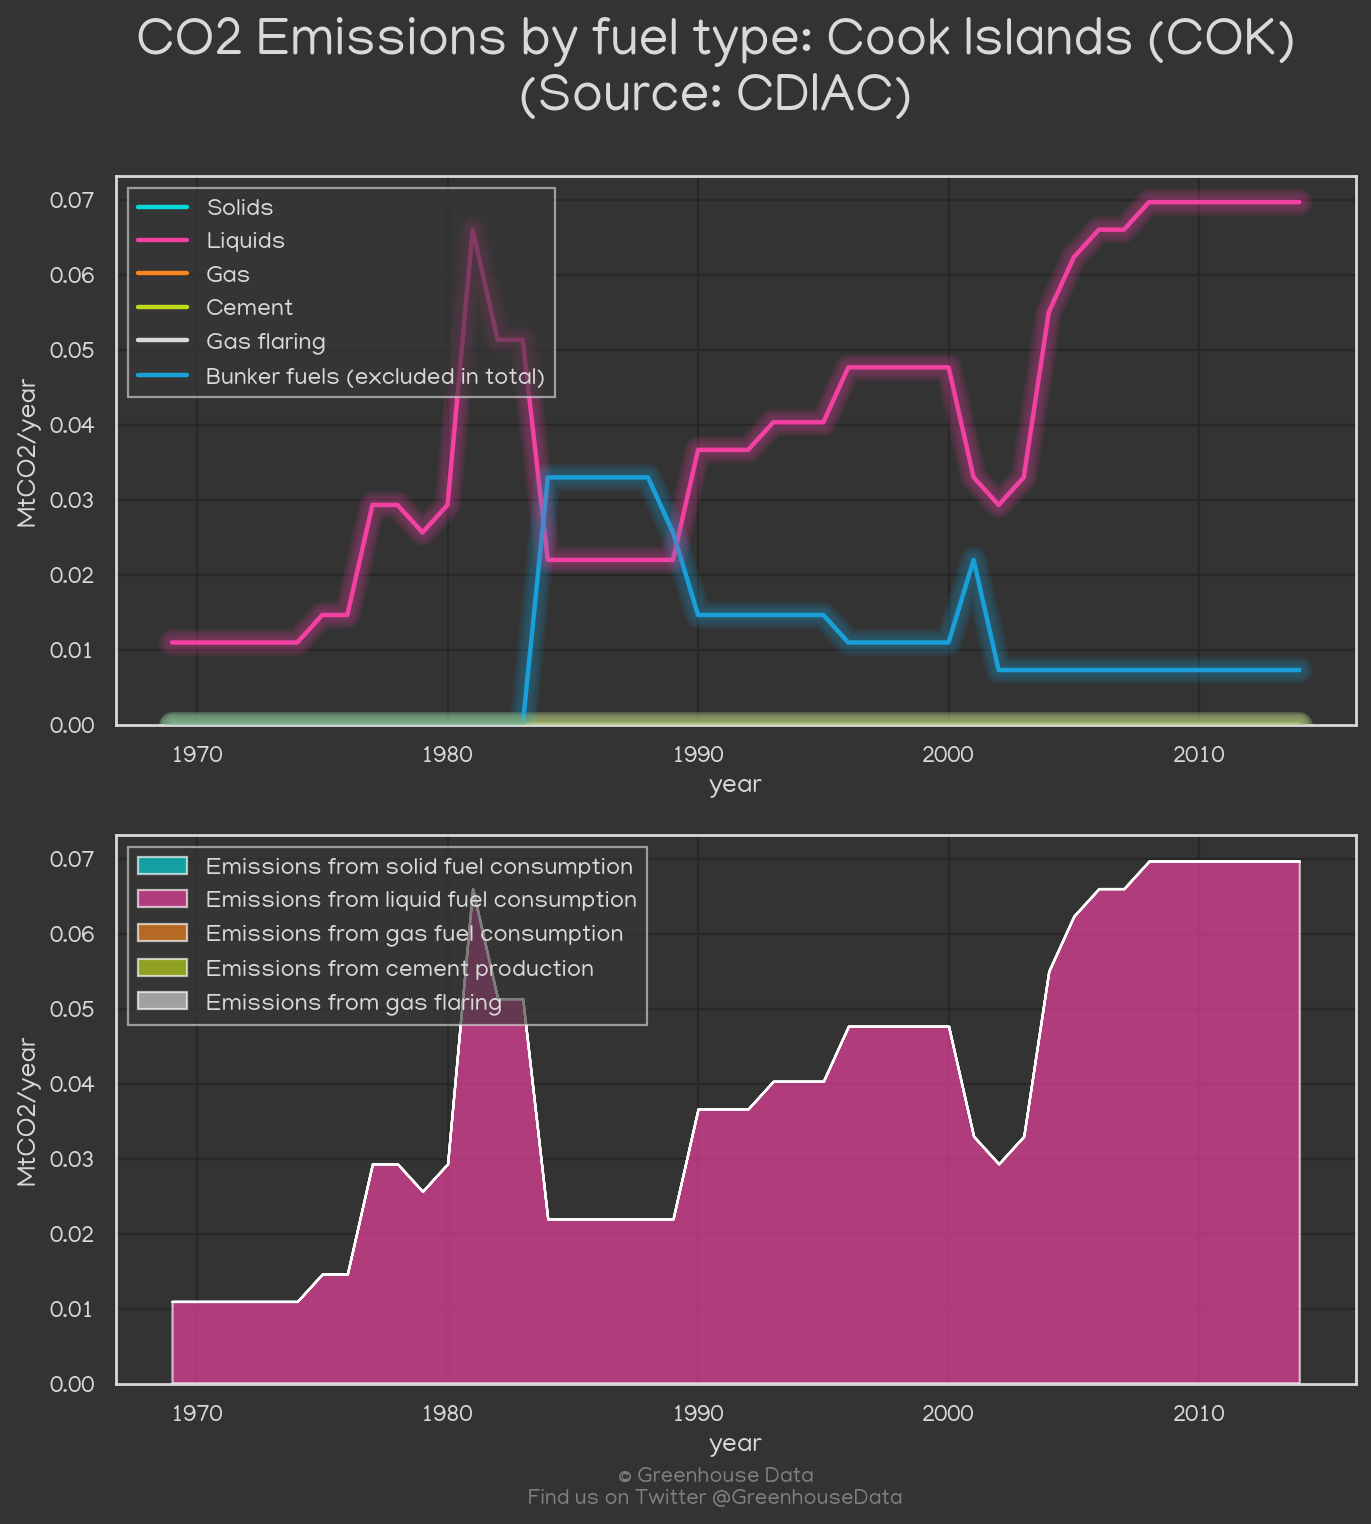 CO2 Emissions by fuel type: Cook Islands (COK)
(Source: CDIAC)
0.07
0.06
0.05
0.04
0.03
0.02
0.01
0.00
MtCO2/year
Solids
Liquids
Gas
Cement
Gas flaring
Bunker fuels (excluded in total)
1970 1980 1990 2000 2010
year
0.07
0.06
0.05
0.04
0.03
0.02
0.01
0.00
MtCO2/year
Emissions from solid fuel consumption
Emissions from liquid fuel consumption
Emissions from gas fuel consumption
Emissions from cement production
Emissions from gas flaring
1970 1980 1990 2000 2010
year
© Greenhouse Data
Find us on Twitter @GreenhouseData